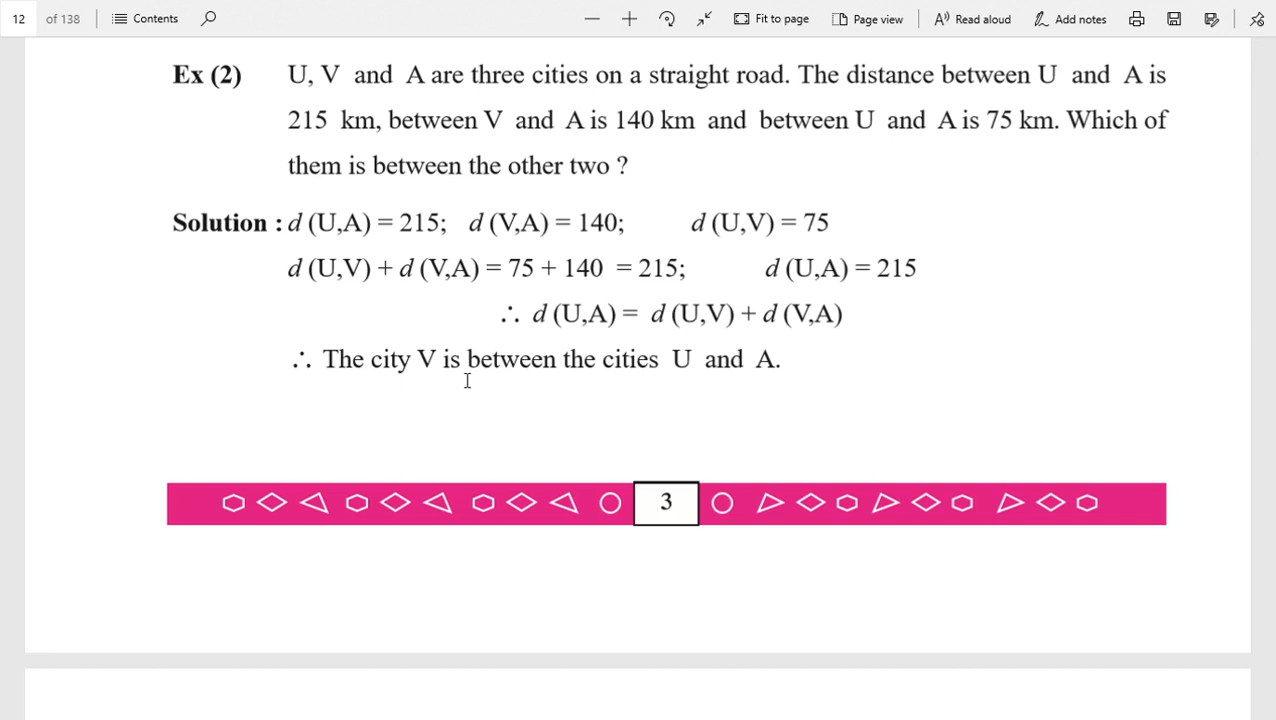 12 of 138 Contents Fit to page Page view Read aloud Add notes
Ex (2) U, V and A are three cities on a straight road. The distance between U and A is
215 km, between V and A is 140 km and between U and A is 75 km. Which of
them is between the other two ?
Solution : d (U,A) = 215; d (V,A) = 140; d (U,V) = 75
d (U,V) + d (V,A) = 75 + 140 = 215; d (U,A) = 215
∴ d (U,A) = d (U,V) + d (V,A)
∴ The city V is between the cities U and A.
3